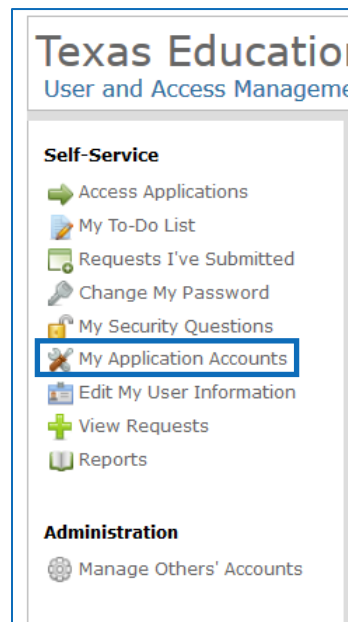 Texas Education
User and Access Manageme
Self-Service
Access Applications
My To-Do List
Requests I've Submitted
Change My Password
My Security Questions
My Application Accounts
Edit My User Information
View Requests
Reports
Administration
Manage Others' Accounts